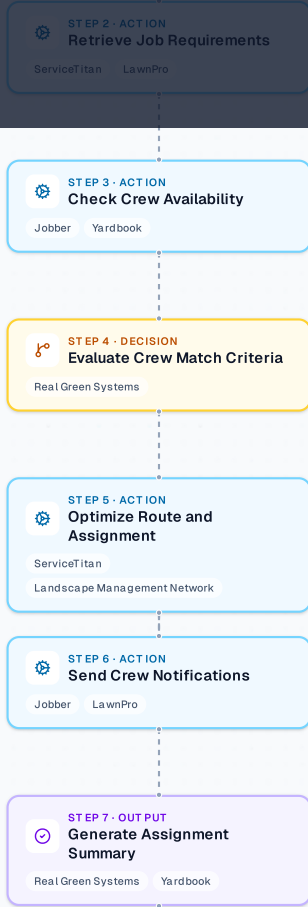 STEP 2 · ACTION
Retrieve Job Requirements
ServiceTitan LawnPro
STEP 3 · ACTION
Check Crew Availability
Jobber Yardbook
STEP 4 · DECISION
Evaluate Crew Match Criteria
Real Green Systems
STEP 5 · ACTION
Optimize Route and
Assignment
ServiceTitan
Landscape Management Network
STEP 6 · ACTION
Send Crew Notifications
Jobber LawnPro
STEP 7 · OUTPUT
Generate Assignment
Summary
Real Green Systems Yardbook